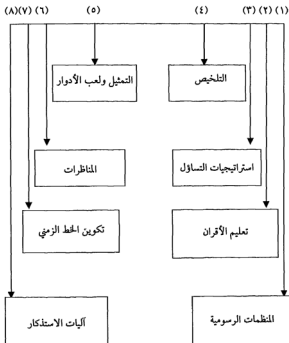 (١) (٢) (٣) (٤) (٥) (٦) (٧) (٨)
التلخيص
التمثيل ولعب الأدوار
استراتيجيات التساؤل
المناظرات
تعليم الأقران
تكوين الخط الزمني
المنظمات الرسومية
آليات الاستذكار